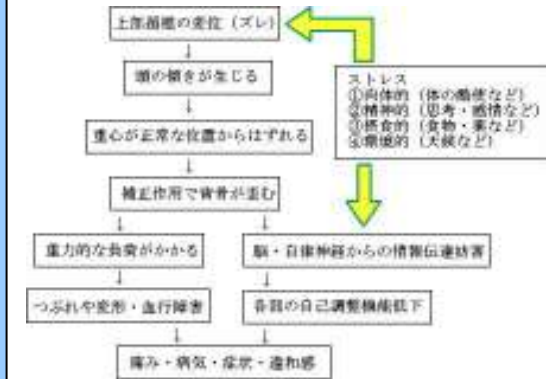 上部頚椎の変位（ズレ）
↓
頭の傾きが生じる
↓
重心が正常な位置からはずれる
↓
補正作用で背骨が歪む
↓ ↓
重力的な負荷がかかる
脳・自律神経からの情報伝達妨害
↓ ↓
つぶれや変形・血行障害
各部の自己調整機能低下
↓ ↓
痛み・病気・症状・違和感
ストレス
①肉体的（体の酷使など）
②精神的（思考・感情など）
③摂食的（食物・薬など）
④環境的（天候など）